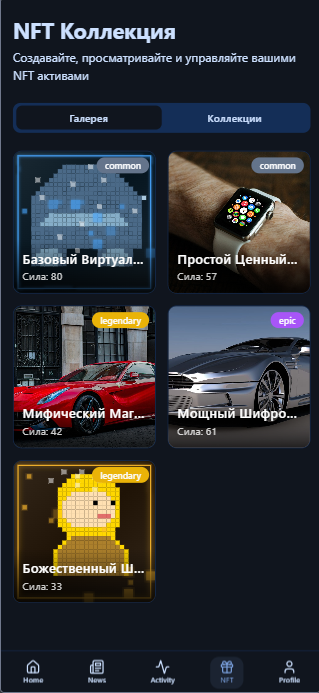 NFT Коллекция
Создавайте, просматривайте и управляйте вашими
NFT активами
Галерея
Коллекции
common
Базовый Виртуал...
Сила: 80
common
Простой Ценный...
Сила: 57
legendary
Мифический Маг...
Сила: 42
epic
Мощный Шифро...
Сила: 61
legendary
Божественный Ш...
Сила: 33
Home
News
Activity
NFT
Profile